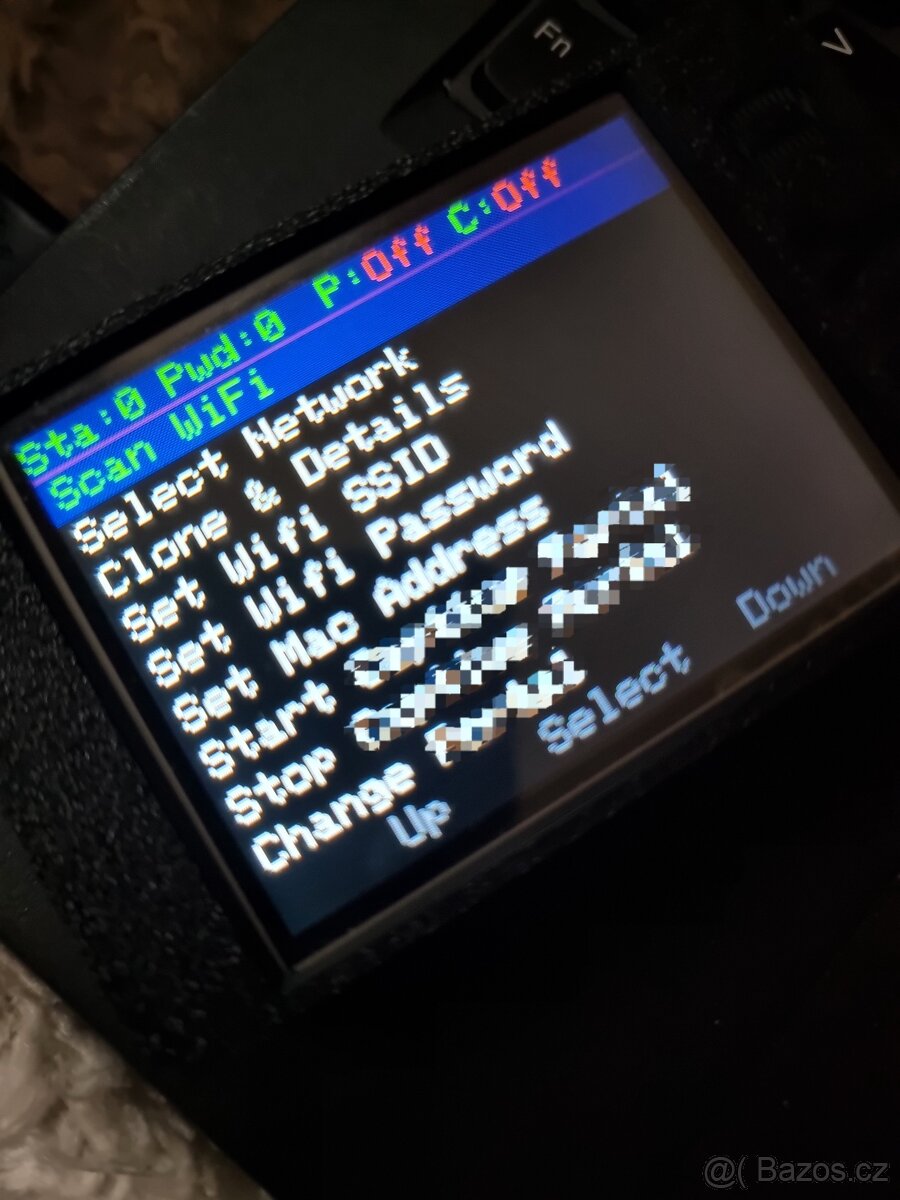 Fn
V
Sta:0 Pwd:0 P:Off C:Off
Scan WiFi
Select Network
Clone & Details
Set Wifi SSID
Set Wifi Password
Set Mac Address
Start
Stop
Change
Up Select Down
@( Bazos.cz